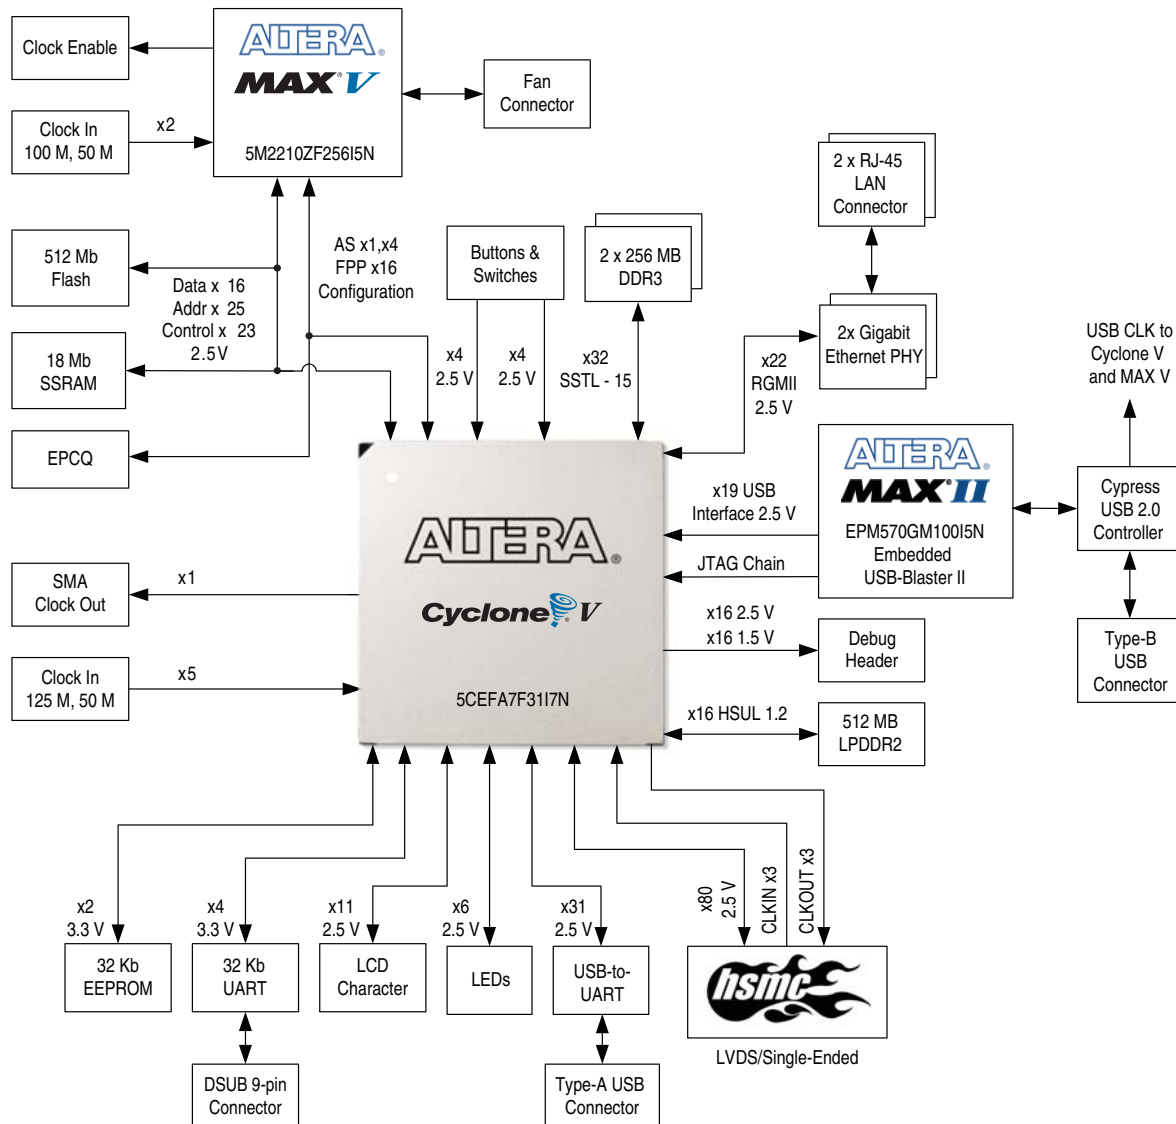 Clock Enable
ALTERA®
MAX® V
5M2210ZF256I5N
Fan
Connector
Clock In
100 M, 50 M
x2
2 x RJ-45
LAN
Connector
512 Mb
Flash
Data x 16
Addr x 25
Control x 23
2.5V
AS x1,x4
FPP x16
Configuration
Buttons &
Switches
2 x 256 MB
DDR3
18 Mb
SSRAM
x4
2.5 V
x4
2.5 V
x32
SSTL - 15
x22
RGMII
2.5 V
2x Gigabit
Ethernet PHY
USB CLK to
Cyclone V
and MAX V
EPCQ
ALTERA®
MAX® II
EPM570GM100I5N
Embedded
USB-Blaster II
Cypress
USB 2.0
Controller
x19 USB
Interface 2.5 V
JTAG Chain
ALTERA®
Cyclone® V
5CEFA7F31I7N
SMA
Clock Out
x1
x16 2.5 V
x16 1.5 V
Debug
Header
Type-B
USB
Connector
Clock In
125 M, 50 M
x5
x16 HSUL 1.2
512 MB
LPDDR2
x2
3.3 V
x4
3.3 V
x11
2.5 V
x6
2.5 V
x31
2.5 V
x80
2.5 V
CLKIN x3
CLKOUT x3
32 Kb
EEPROM
32 Kb
UART
LCD
Character
LEDs
USB-to-
UART
hsmc
LVDS/Single-Ended
DSUB 9-pin
Connector
Type-A USB
Connector